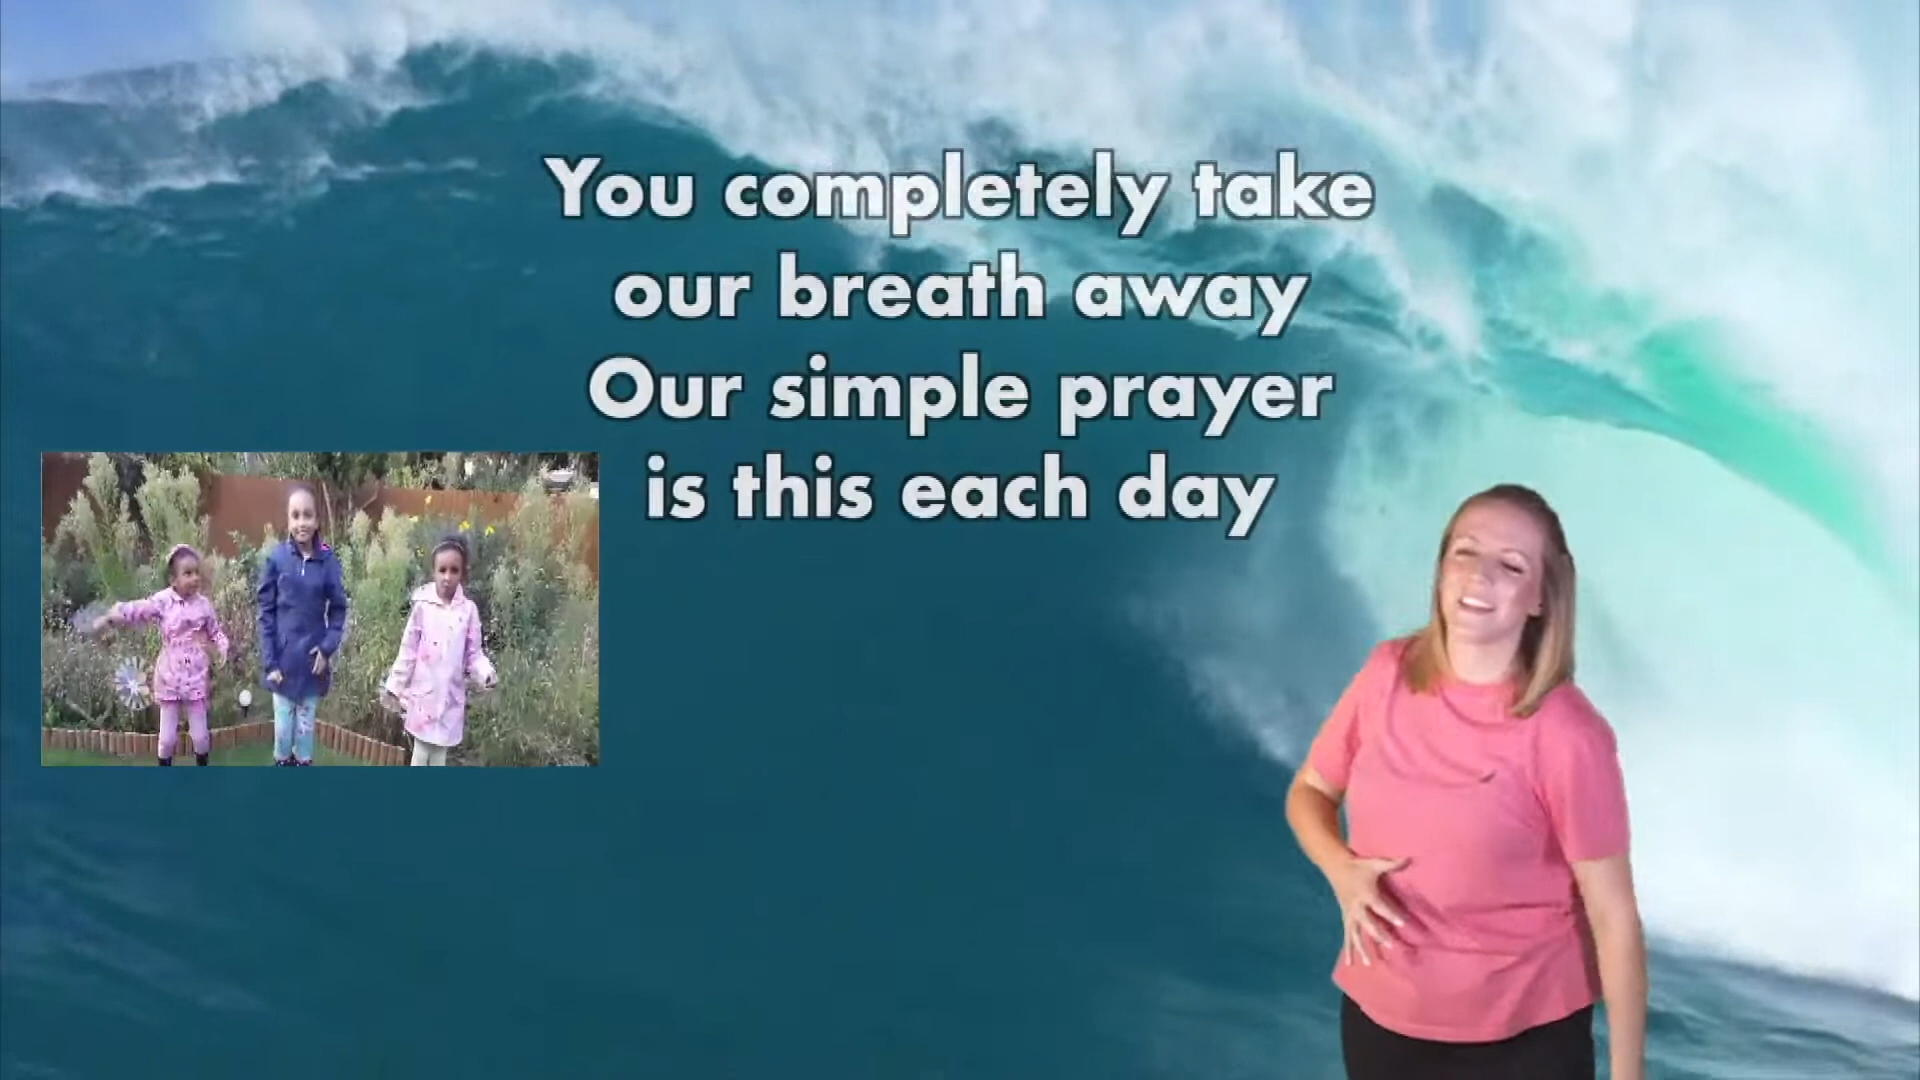 You completely take
our breath away
Our simple prayer
is this each day